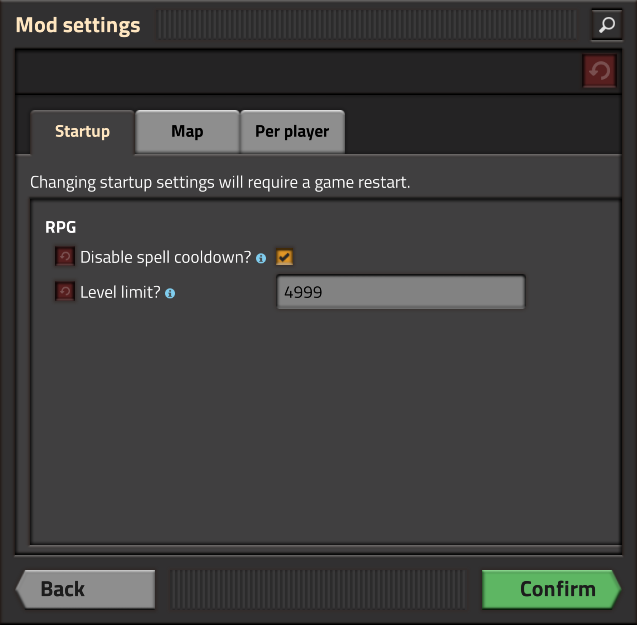 Mod settings
Startup
Map
Per player
Changing startup settings will require a game restart.
RPG
Disable spell cooldown?
Level limit?
4999
Back
Confirm